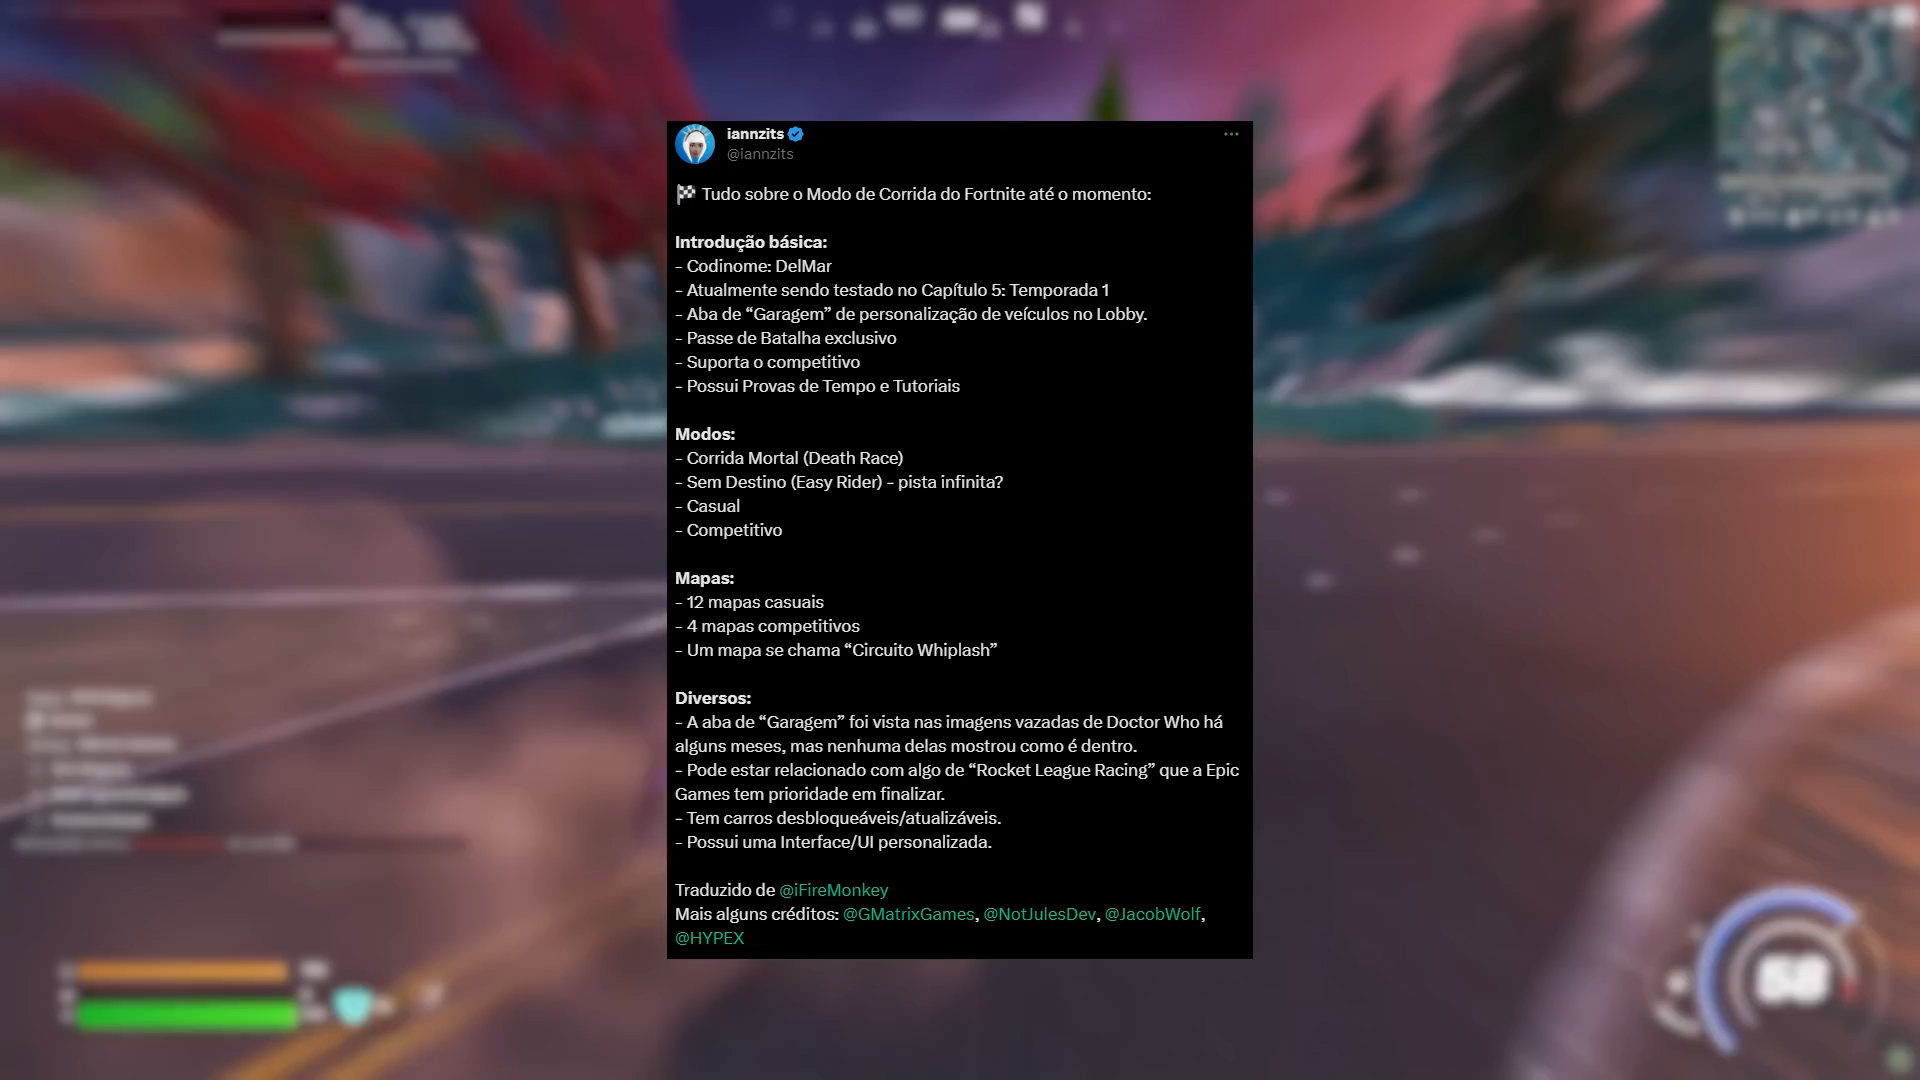 iannzits
@iannzits
🏁 Tudo sobre o Modo de Corrida do Fortnite até o momento:
Introdução básica:
- Codinome: DelMar
- Atualmente sendo testado no Capítulo 5: Temporada 1
- Aba de “Garagem” de personalização de veículos no Lobby.
- Passe de Batalha exclusivo
- Suporta o competitivo
- Possui Provas de Tempo e Tutoriais
Modos:
- Corrida Mortal (Death Race)
- Sem Destino (Easy Rider) - pista infinita?
- Casual
- Competitivo
Mapas:
- 12 mapas casuais
- 4 mapas competitivos
- Um mapa se chama “Circuito Whiplash”
Diversos:
- A aba de “Garagem” foi vista nas imagens vazadas de Doctor Who há
alguns meses, mas nenhuma delas mostrou como é dentro.
- Pode estar relacionado com algo de “Rocket League Racing” que a Epic
Games tem prioridade em finalizar.
- Tem carros desbloqueáveis/atualizáveis.
- Possui uma Interface/UI personalizada.
Traduzido de @iFireMonkey
Mais alguns créditos: @GMatrixGames, @NotJulesDev, @JacobWolf,
@HYPEX